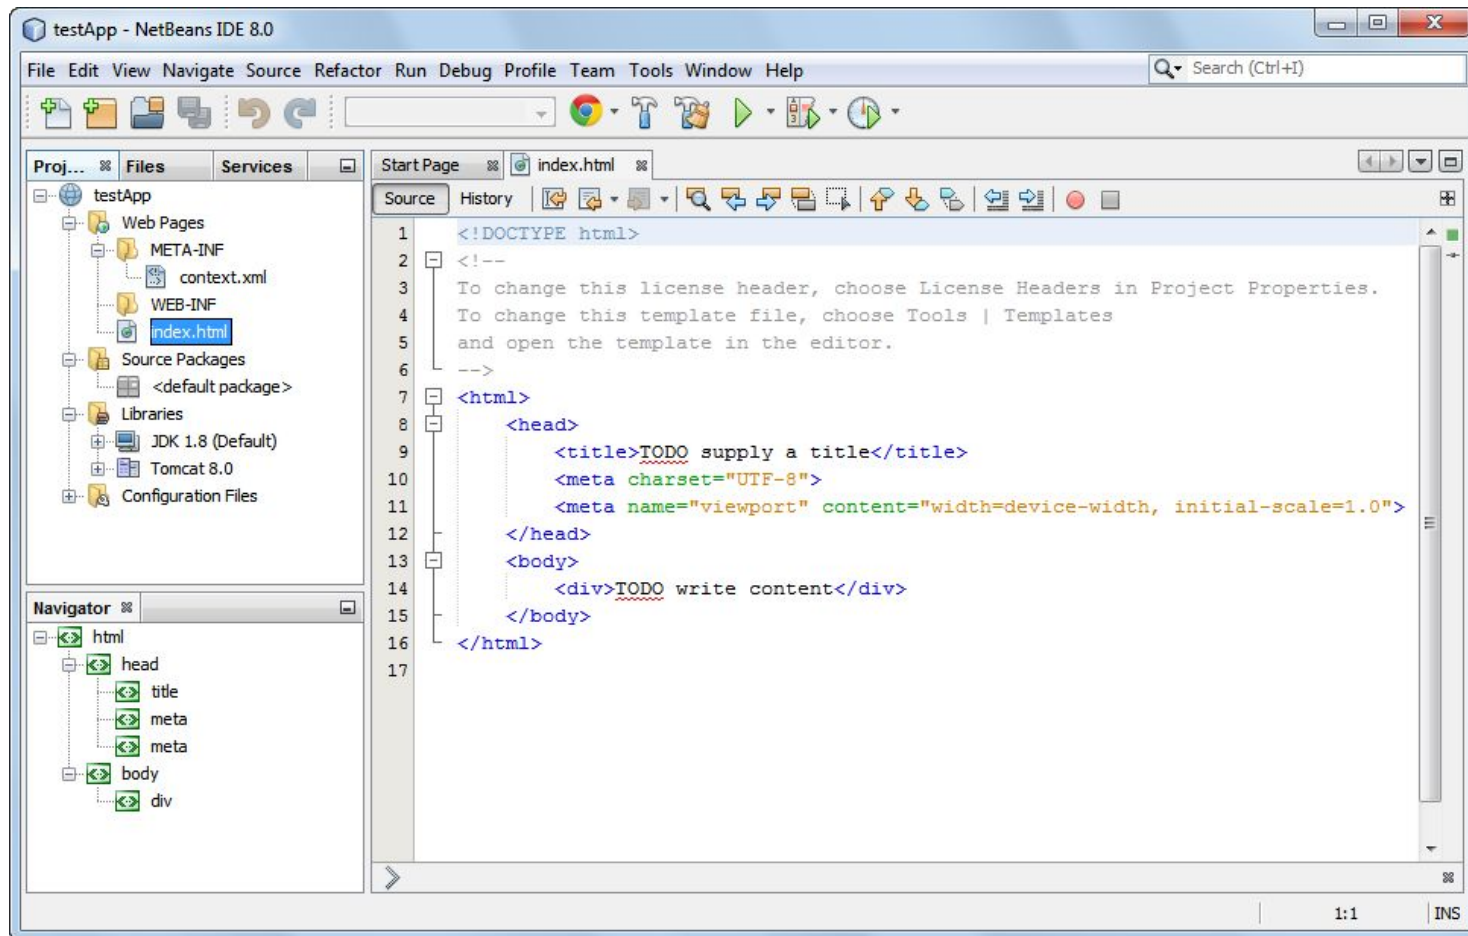 testApp - NetBeans IDE 8.0
File Edit View Navigate Source Refactor Run Debug Profile Team Tools Window Help
Search (Ctrl+I)
Proj... Files Services
testApp
Web Pages
META-INF
context.xml
WEB-INF
index.html
Source Packages
<default package>
Libraries
JDK 1.8 (Default)
Tomcat 8.0
Configuration Files
Navigator
html
head
title
meta
meta
body
div
Start Page index.html
Source History
1 <!DOCTYPE html>
2 <!--
3 To change this license header, choose License Headers in Project Properties.
4 To change this template file, choose Tools | Templates
5 and open the template in the editor.
6 -->
7 <html>
8 <head>
9 <title>TODO supply a title</title>
10 <meta charset="UTF-8">
11 <meta name="viewport" content="width=device-width, initial-scale=1.0">
12 </head>
13 <body>
14 <div>TODO write content</div>
15 </body>
16 </html>
17
1:1 INS